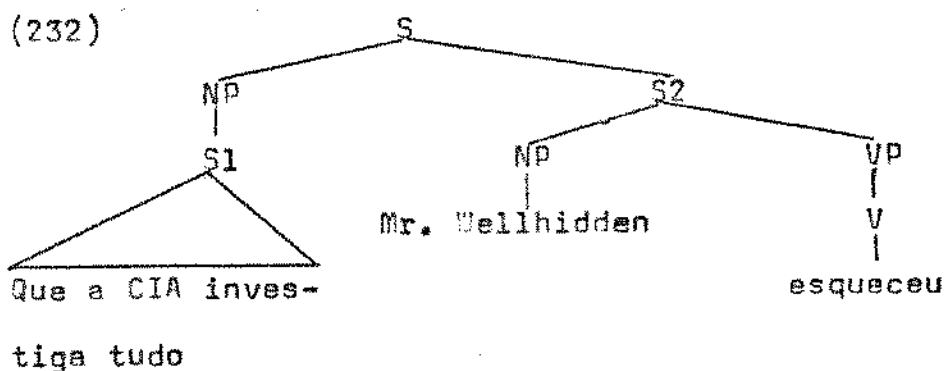 (232)
S
NP S2
S1 NP VP
Mr. Wellhidden V
Que a CIA inves- esqueceu
tiga tudo